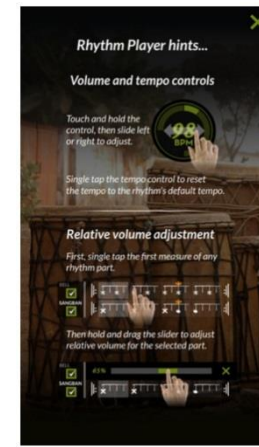 Rhythm Player hints...
Volume and tempo controls
Touch and hold the
control, then slide left
or right to adjust.
98
BPM
Single tap the tempo control to reset
the tempo to the rhythm's default tempo.
Relative volume adjustment
First, single tap the first measure of any
rhythm part.
BELL
SANGBAN
Then hold and drag the slider to adjust
relative volume for the selected part.
BELL
SANGBAN